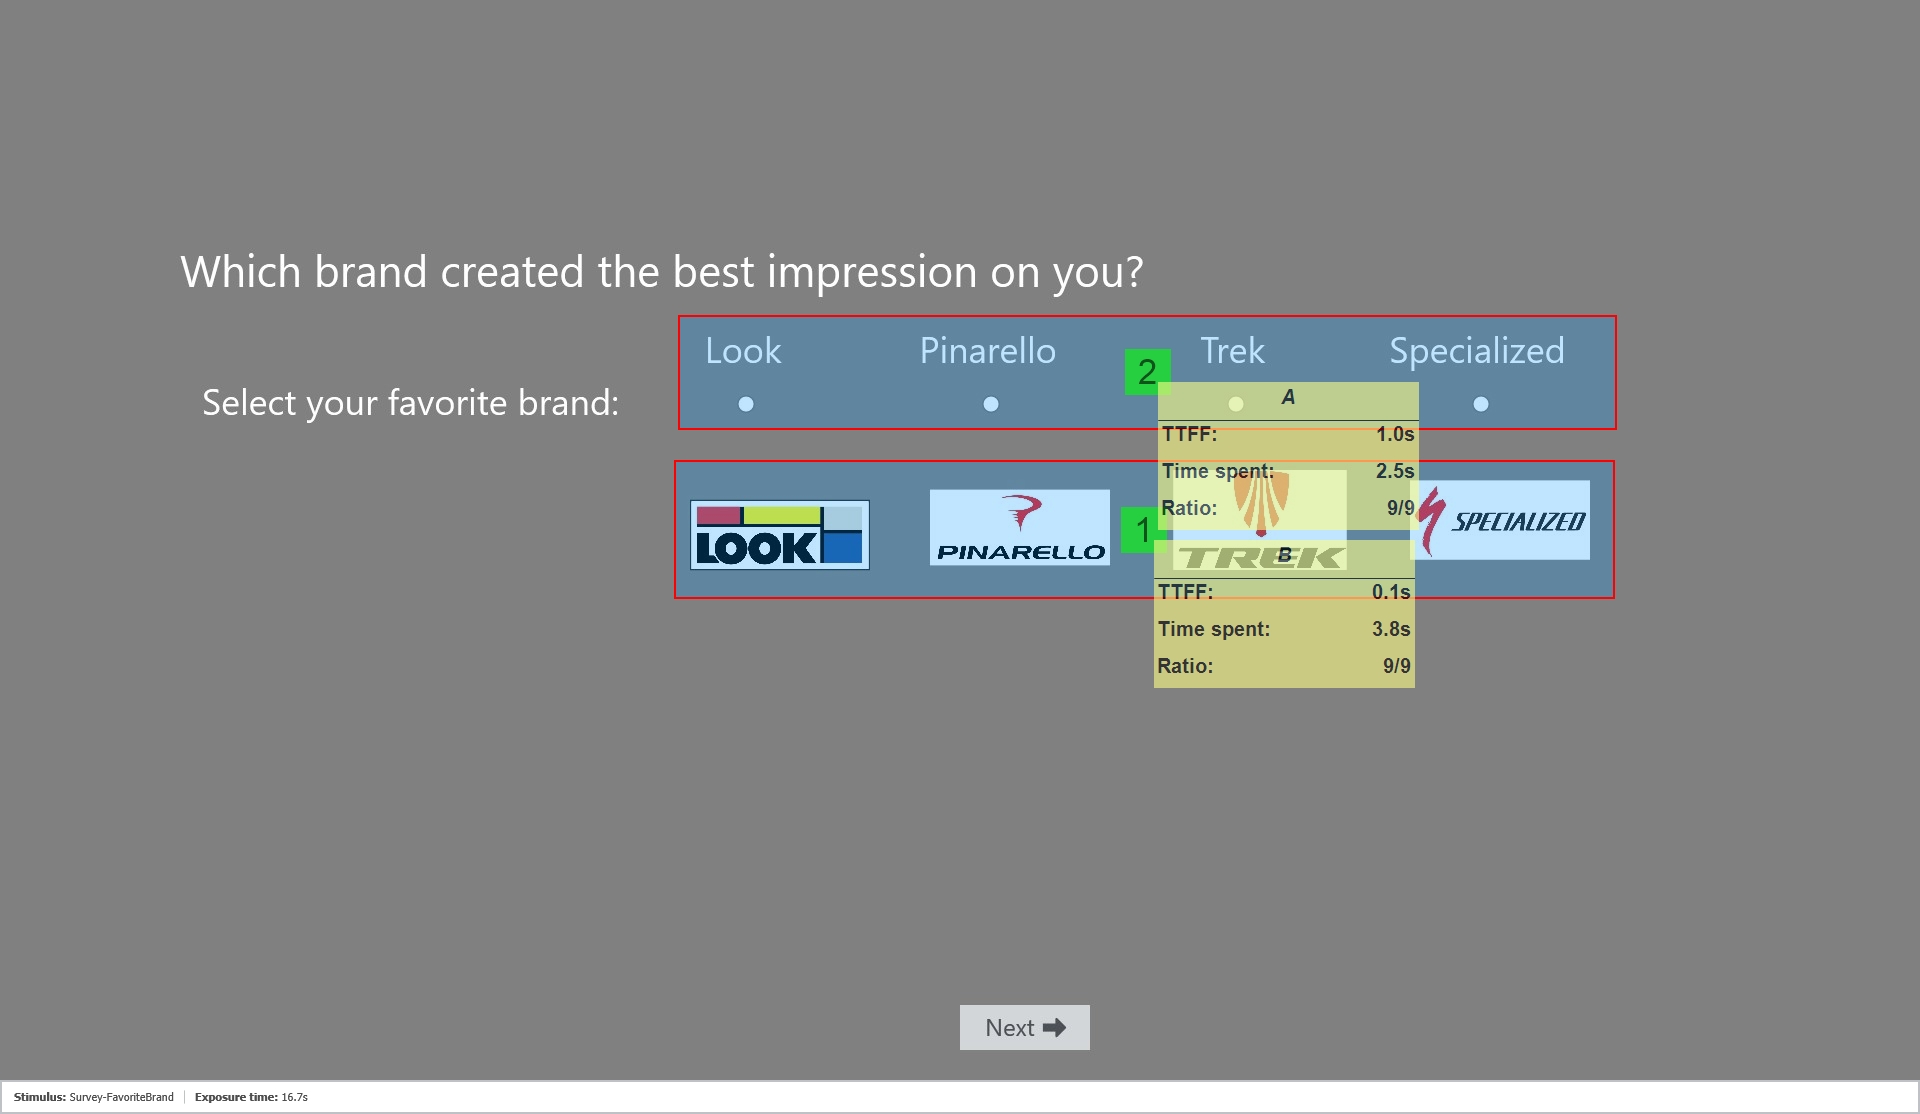 Which brand created the best impression on you?
Look Pinarello Trek Specialized
2
Select your favorite brand:
A
TTFF: 1.0s
Time spent: 2.5s
Ratio: 9/9
1
LOOK
PINARELLO
TREK
SPECIALIZED
B
TTFF: 0.1s
Time spent: 3.8s
Ratio: 9/9
Next
Stimulus: Survey-FavoriteBrand Exposure time: 16.7s